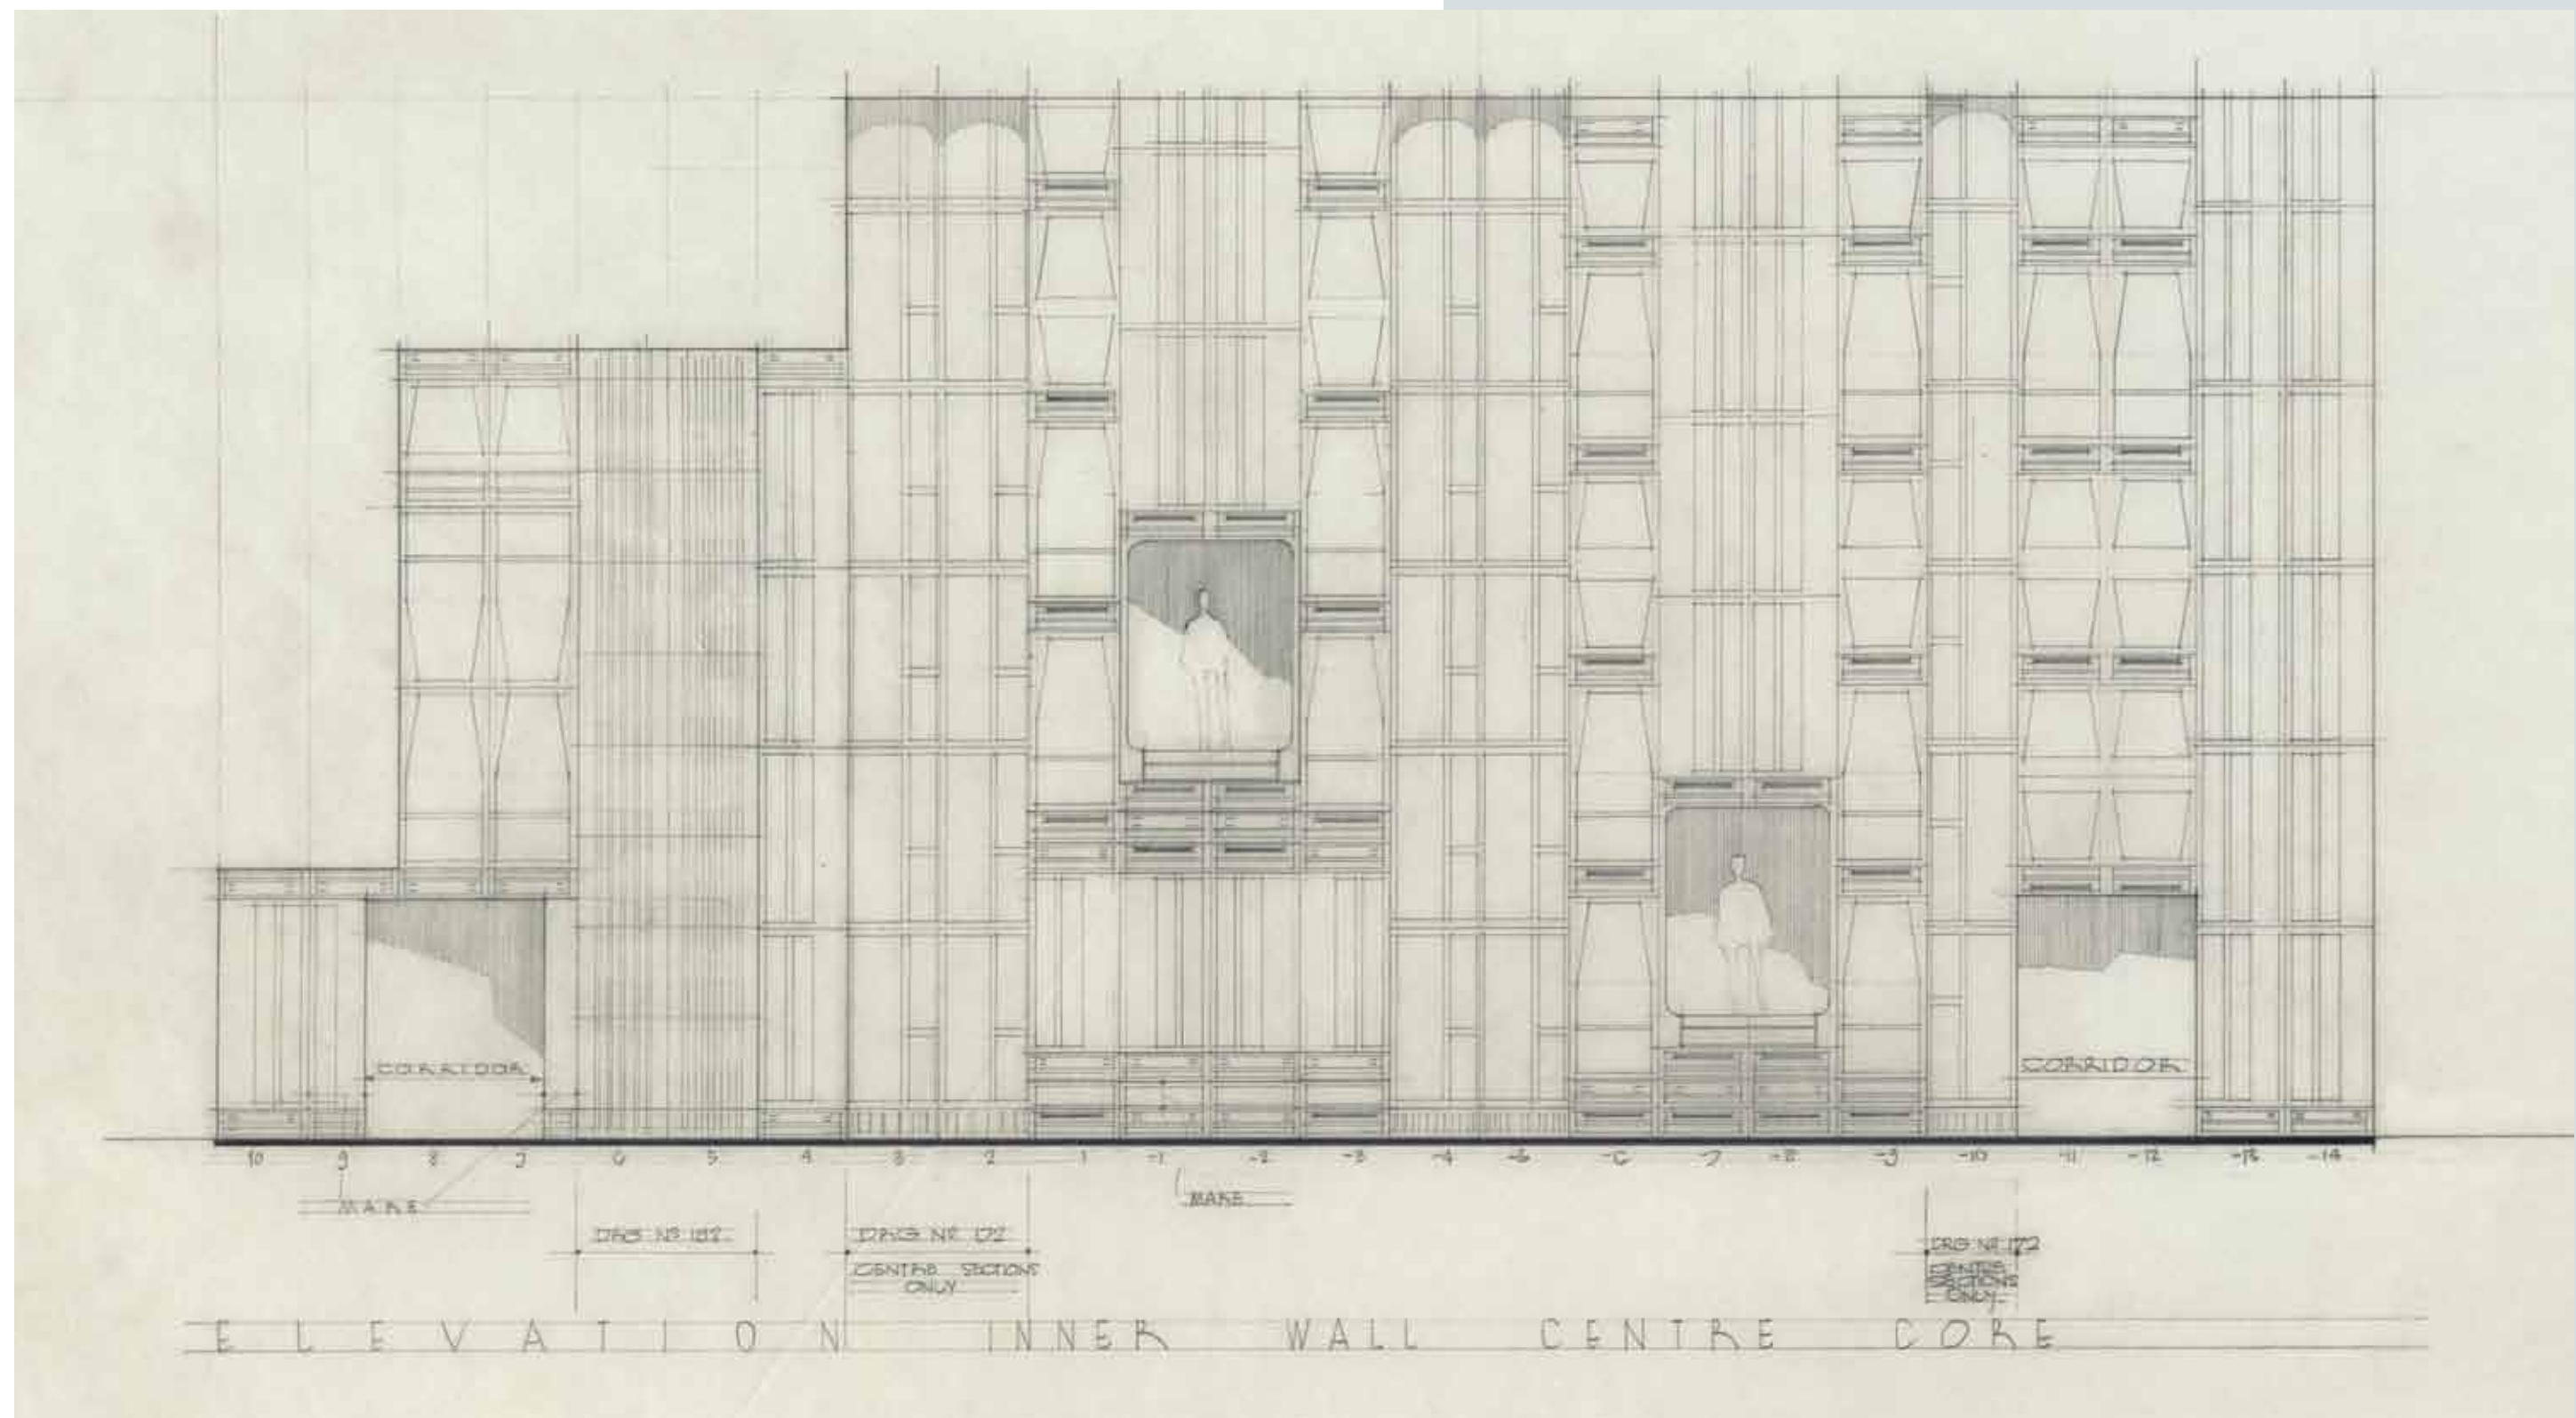 CORRIDOR
CORRIDOR
10 9 8 7 6 5 4 3 2 1 -1 -2 -3 -4 -5 -6 -7 -8 -9 -10 -11 -12 -13 -14
MAKE
MAKE
DRG Nº
DRG Nº 172
DRG Nº 172
CENTRE SECTIONS
ONLY
CENTRE
SECTIONS
ONLY
ELEVATION INNER WALL CENTRE CORE